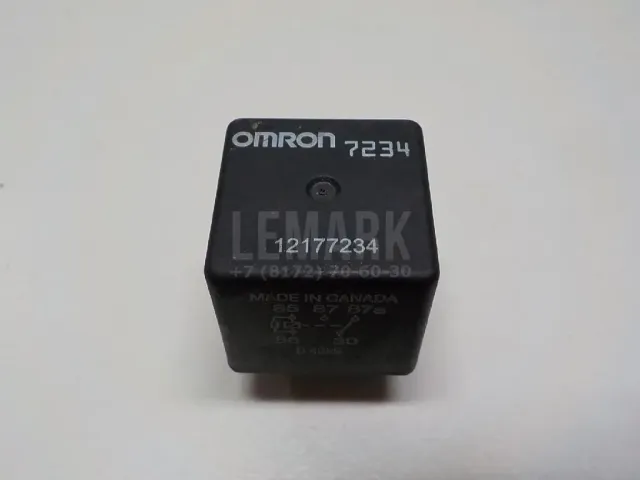 OMRON 7234
LEMARK
12177234
+7 (8172) 70-60-30
MADE IN CANADA
85 87 87a
86 30